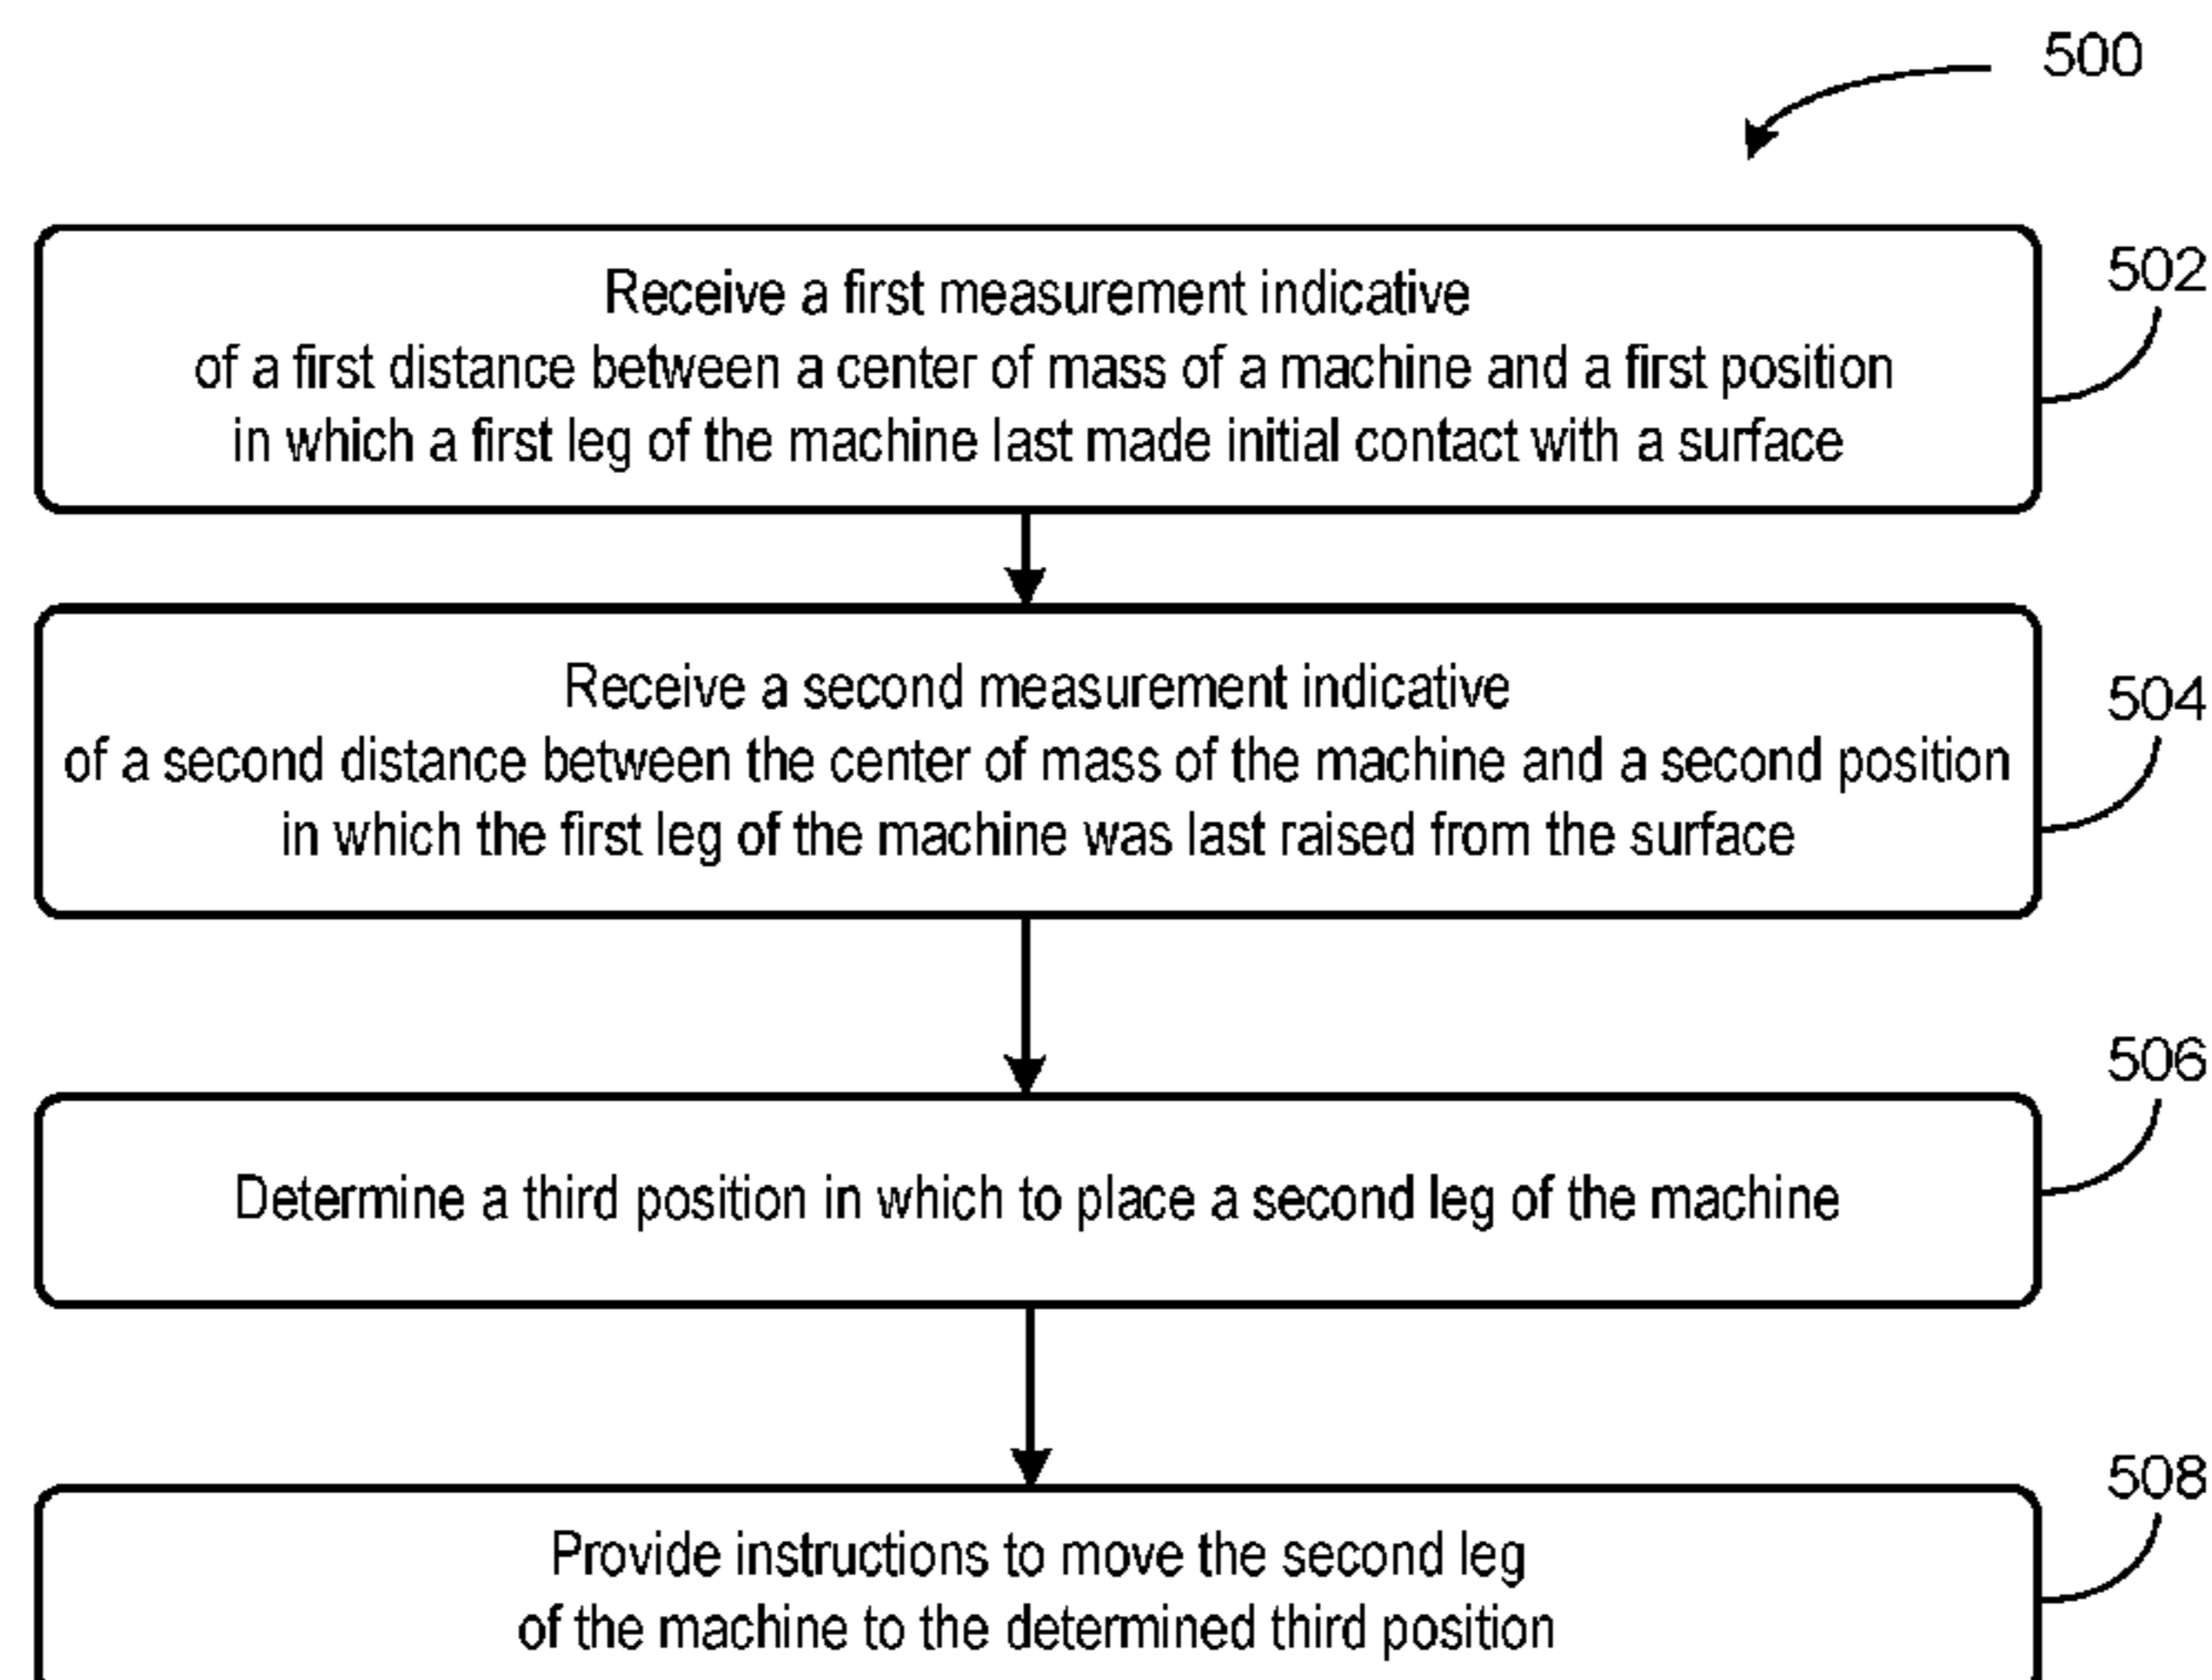 500
Receive a first measurement indicative
of a first distance between a center of mass of a machine and a first position
in which a first leg of the machine last made initial contact with a surface
502
Receive a second measurement indicative
of a second distance between the center of mass of the machine and a second position
in which the first leg of the machine was last raised from the surface
504
Determine a third position in which to place a second leg of the machine
506
Provide instructions to move the second leg
of the machine to the determined third position
508